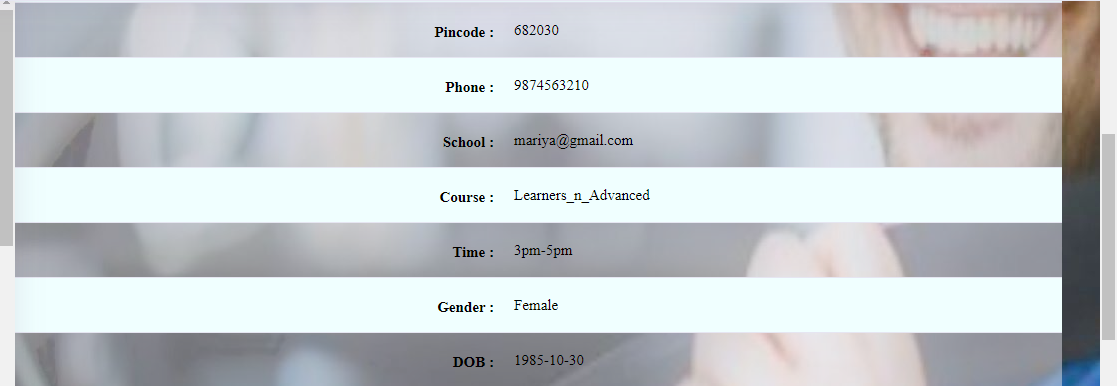 Pincode : 682030
Phone : 9874563210
School : mariya@gmail.com
Course : Learners_n_Advanced
Time : 3pm-5pm
Gender : Female
DOB : 1985-10-30